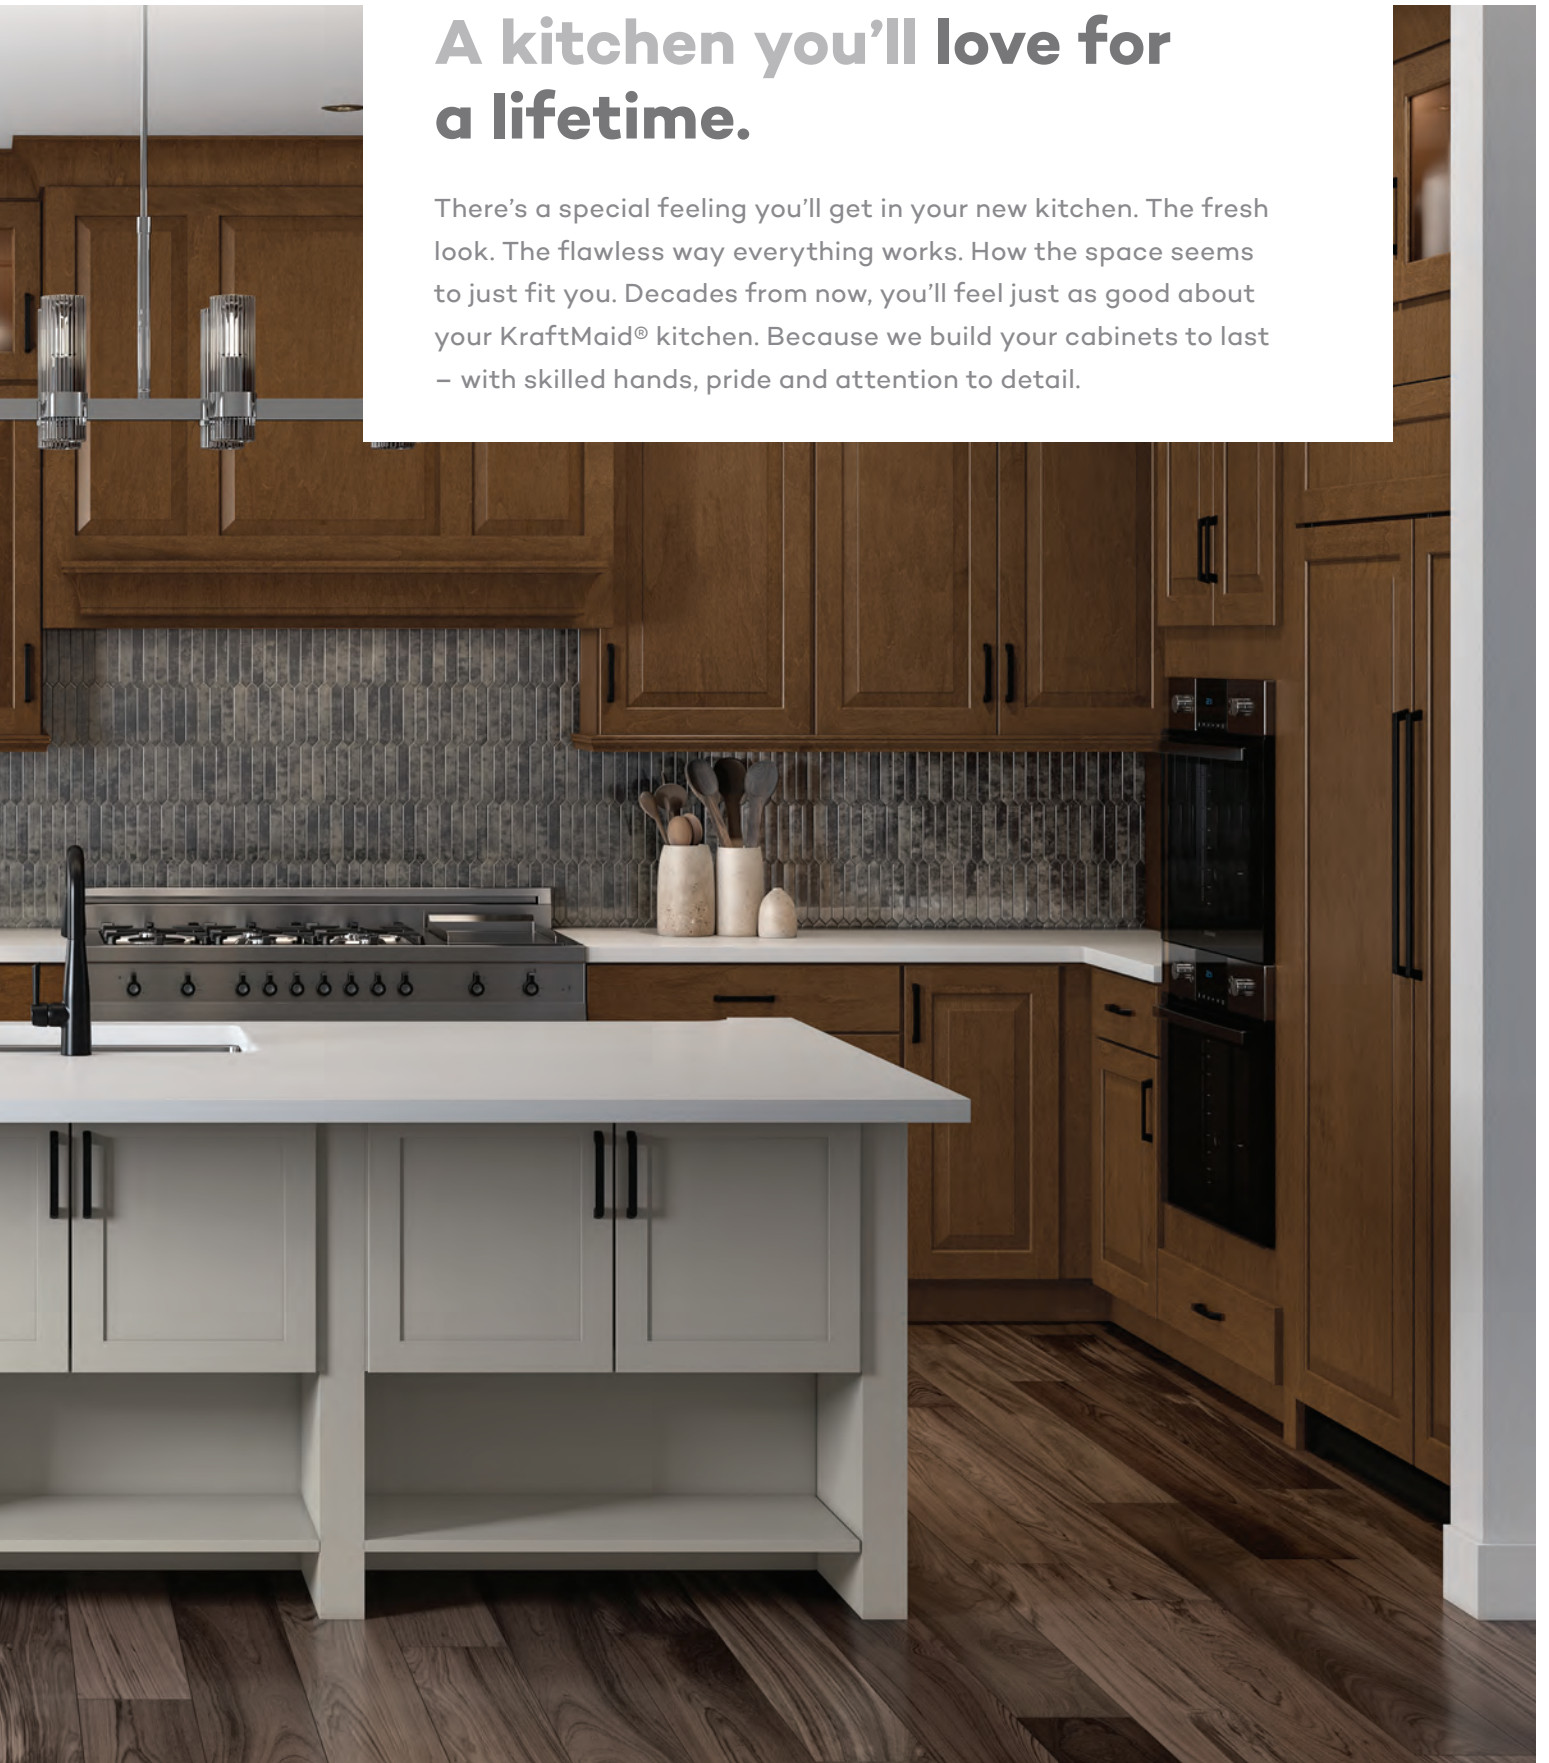 A kitchen you’ll love for
a lifetime.
There’s a special feeling you’ll get in your new kitchen. The fresh
look. The flawless way everything works. How the space seems
to just fit you. Decades from now, you’ll feel just as good about
your KraftMaid® kitchen. Because we build your cabinets to last
– with skilled hands, pride and attention to detail.